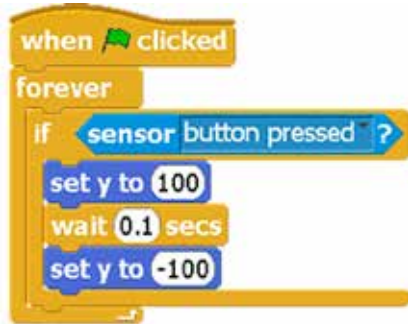 when clicked
forever
if sensor button pressed ?
set y to 100
wait 0.1 secs
set y to -100